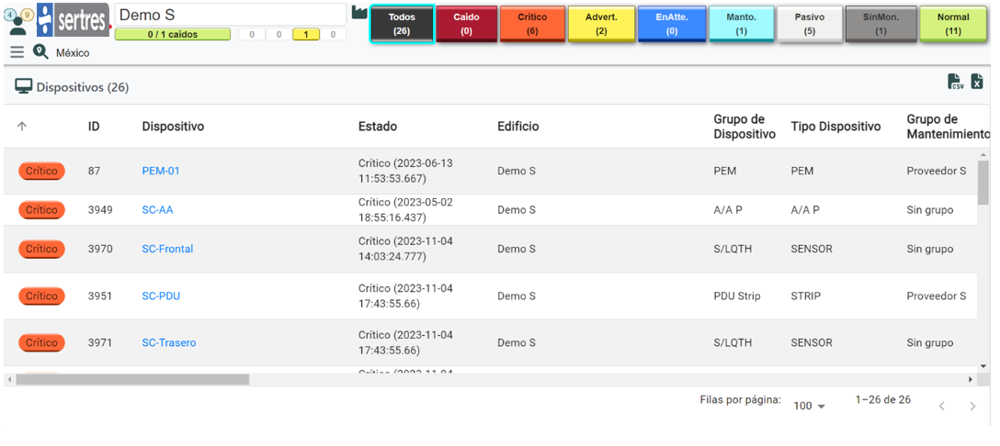 4 9
sertres
Demo S
0 / 1 caidos
0 0 1 0
Todos (26)
Caido (0)
Crítico (6)
Advert. (2)
EnAtte. (0)
Manto. (1)
Pasivo (5)
SinMon. (1)
Normal (11)
México
Dispositivos (26)
CSV X
ID Dispositivo Estado Edificio Grupo de Dispositivo Tipo Dispositivo Grupo de Mantenimiento
Crítico 87 PEM-01 Crítico (2023-06-13 11:53:53.667) Demo S PEM PEM Proveedor S
Crítico 3949 SC-AA Crítico (2023-05-02 18:55:16.437) Demo S A/A P A/A P Sin grupo
Crítico 3970 SC-Frontal Crítico (2023-11-04 14:03:24.777) Demo S S/LQTH SENSOR Sin grupo
Crítico 3951 SC-PDU Crítico (2023-11-04 17:43:55.66) Demo S PDU Strip STRIP Proveedor S
Crítico 3971 SC-Trasero Crítico (2023-11-04 17:43:55.66) Demo S S/LQTH SENSOR Sin grupo
Crítico (2023-11-04
Filas por página: 100 1–26 de 26